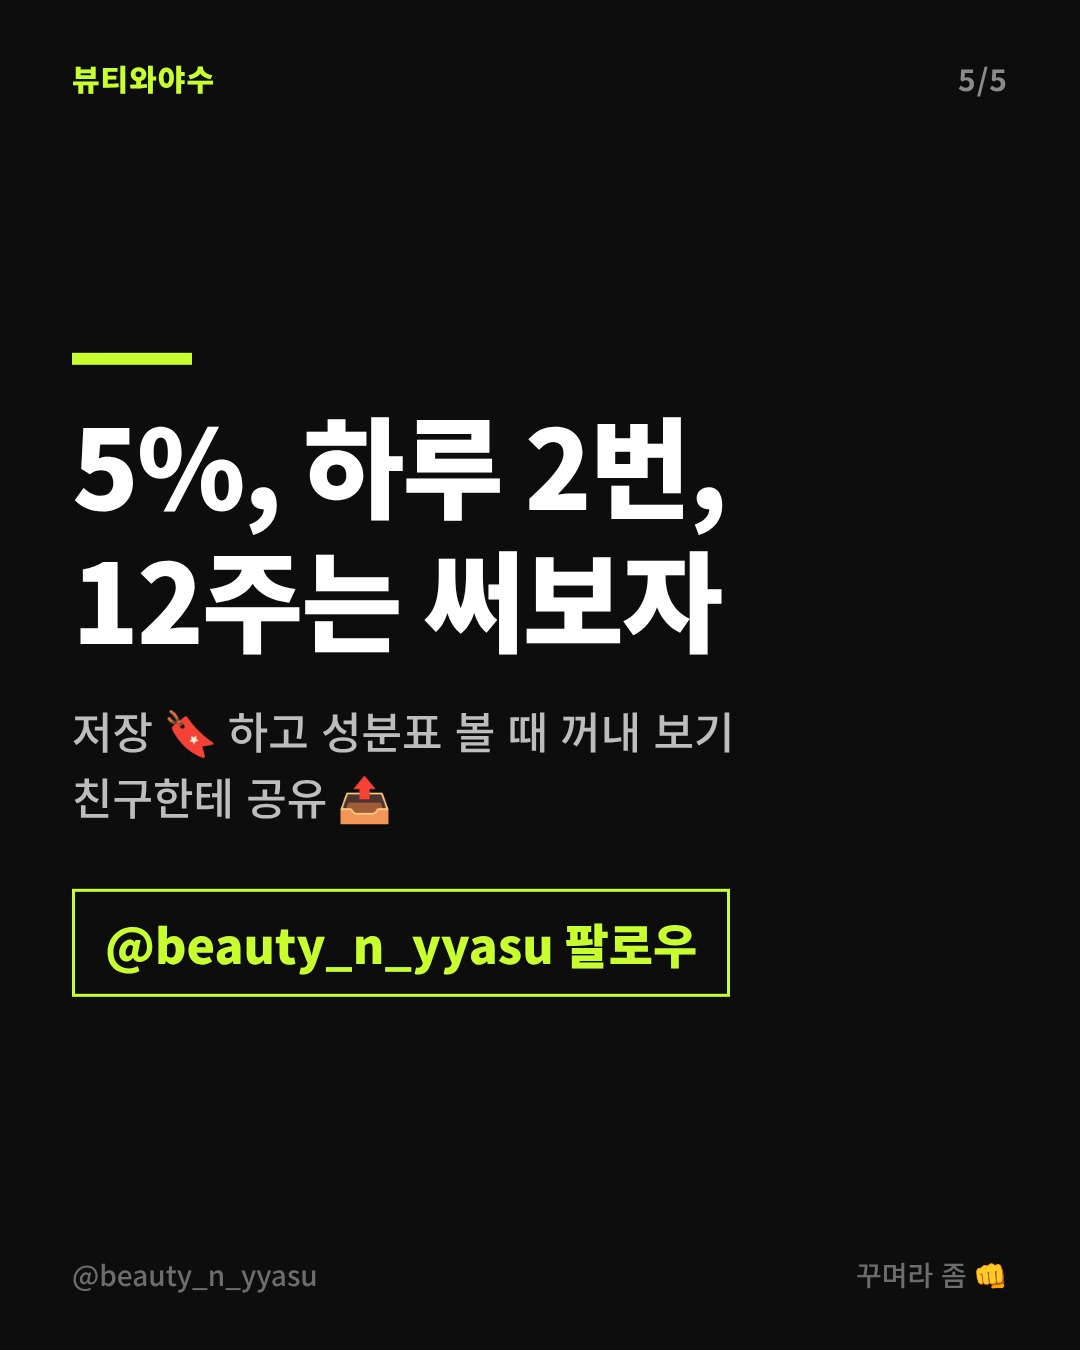 뷰티와야수
5/5
5%, 하루 2번,
12주는 써보자
저장 🔖 하고 성분표 볼 때 꺼내 보기
친구한테 공유 📤
@beauty_n_yyasu 팔로우
@beauty_n_yyasu
꾸며라 좀 👊